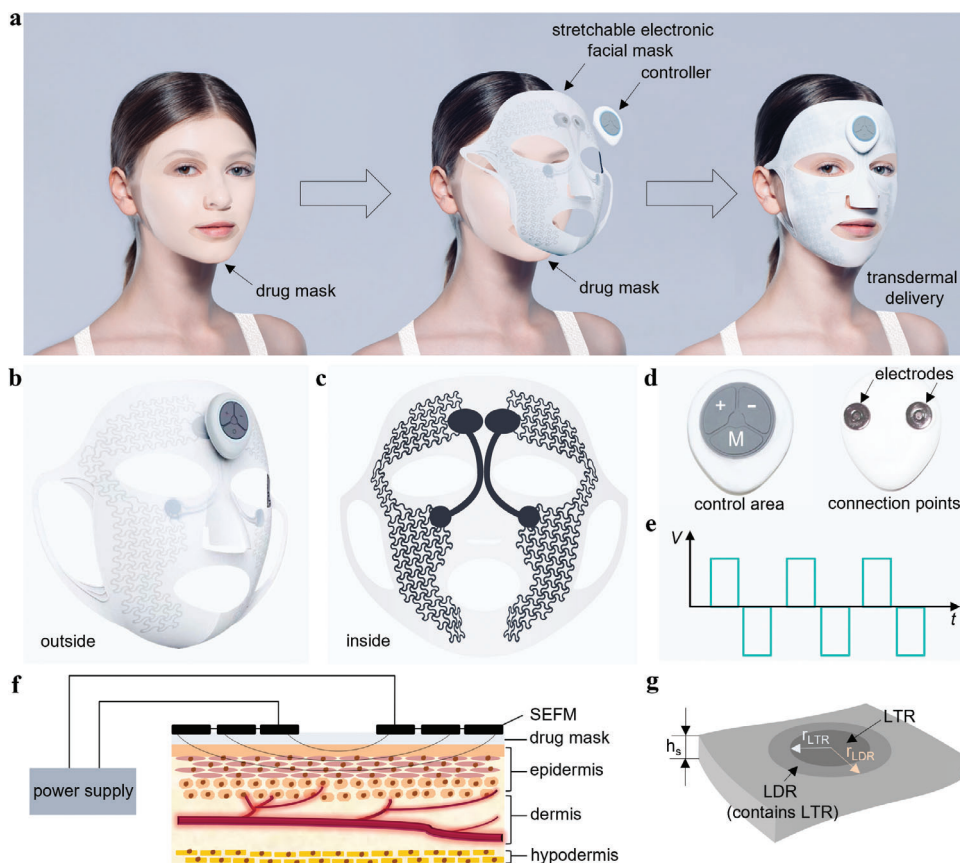 a
stretchable electronic
facial mask
controller
drug mask
drug mask
transdermal
delivery
b
outside
c
inside
d
+ -
M
control area
electrodes
connection points
e
V
t
f
power supply
SEFM
drug mask
epidermis
dermis
hypodermis
g
hₛ
r_LTR
LTR
r_LDR
LDR
(contains LTR)